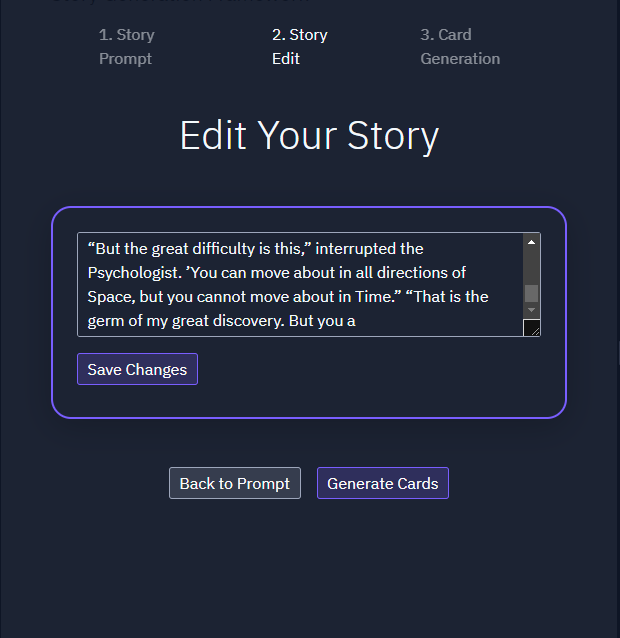 1. Story
Prompt
2. Story
Edit
3. Card
Generation
Edit Your Story
“But the great difficulty is this,” interrupted the
Psychologist. ’You can move about in all directions of
Space, but you cannot move about in Time.” “That is the
germ of my great discovery. But you a
Save Changes
Back to Prompt
Generate Cards